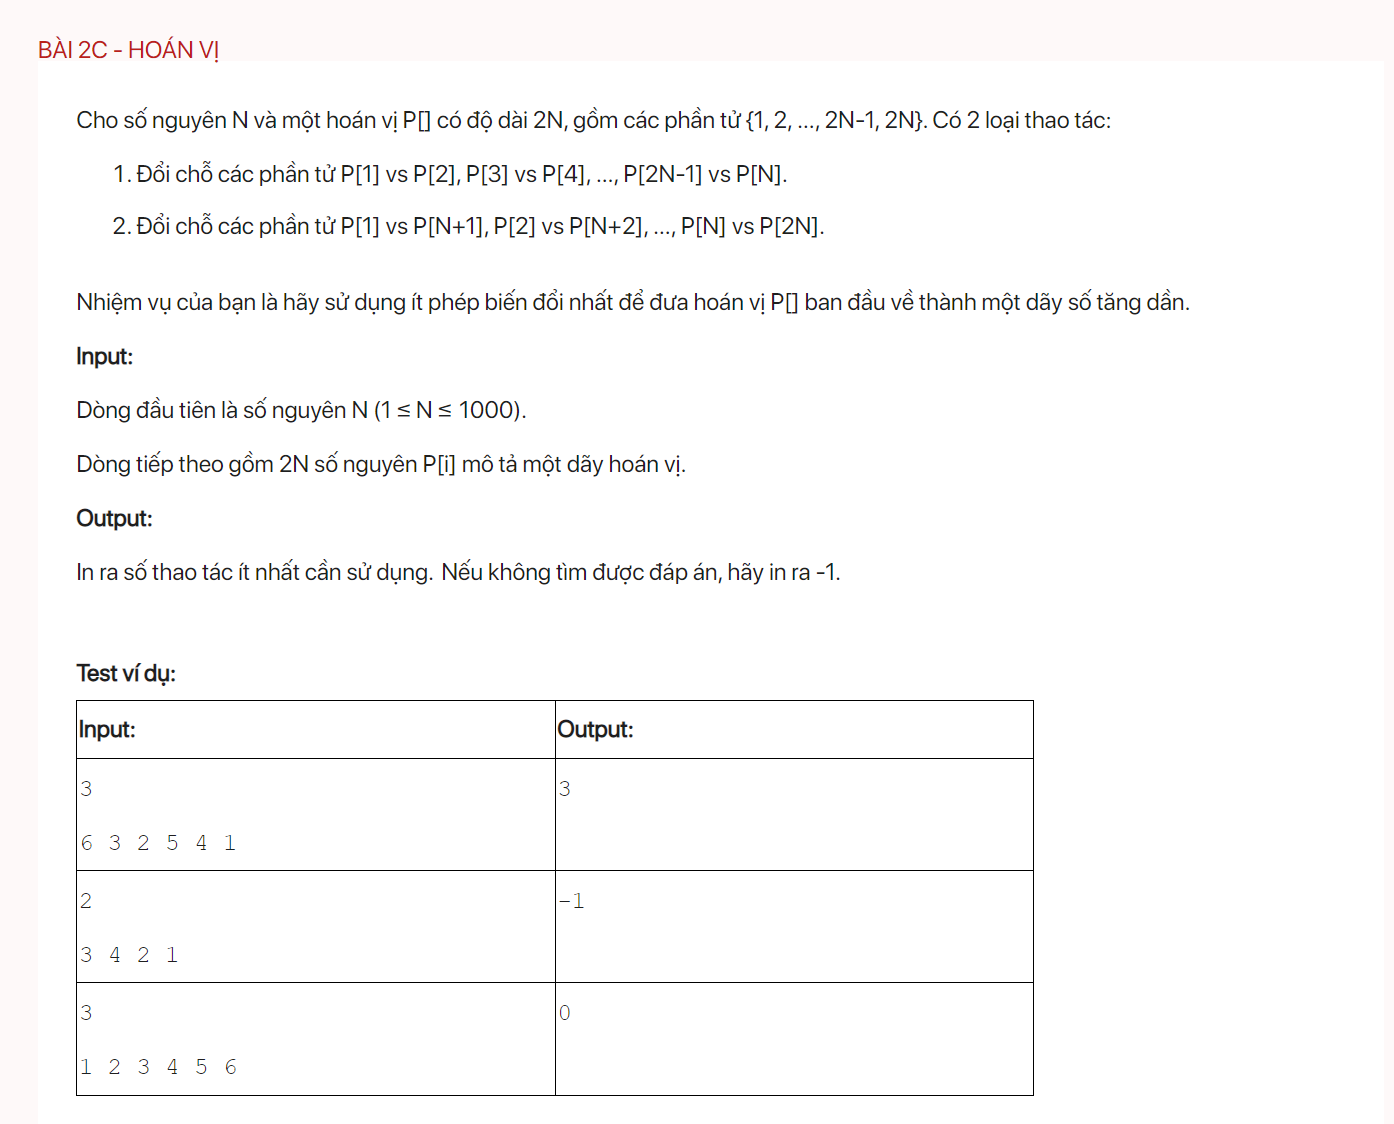 BÀI 2C - HOÁN VỊ
Cho số nguyên N và một hoán vị P[] có độ dài 2N, gồm các phần tử {1, 2, ..., 2N-1, 2N}. Có 2 loại thao tác:
1. Đổi chỗ các phần tử P[1] vs P[2], P[3] vs P[4], ..., P[2N-1] vs P[N].
2. Đổi chỗ các phần tử P[1] vs P[N+1], P[2] vs P[N+2], ..., P[N] vs P[2N].
Nhiệm vụ của bạn là hãy sử dụng ít phép biến đổi nhất để đưa hoán vị P[] ban đầu về thành một dãy số tăng dần.
Input:
Dòng đầu tiên là số nguyên N (1 ≤ N ≤ 1000).
Dòng tiếp theo gồm 2N số nguyên P[i] mô tả một dãy hoán vị.
Output:
In ra số thao tác ít nhất cần sử dụng. Nếu không tìm được đáp án, hãy in ra -1.
Test ví dụ:
Input: Output:
3 3
6 3 2 5 4 1
2 -1
3 4 2 1
3 0
1 2 3 4 5 6